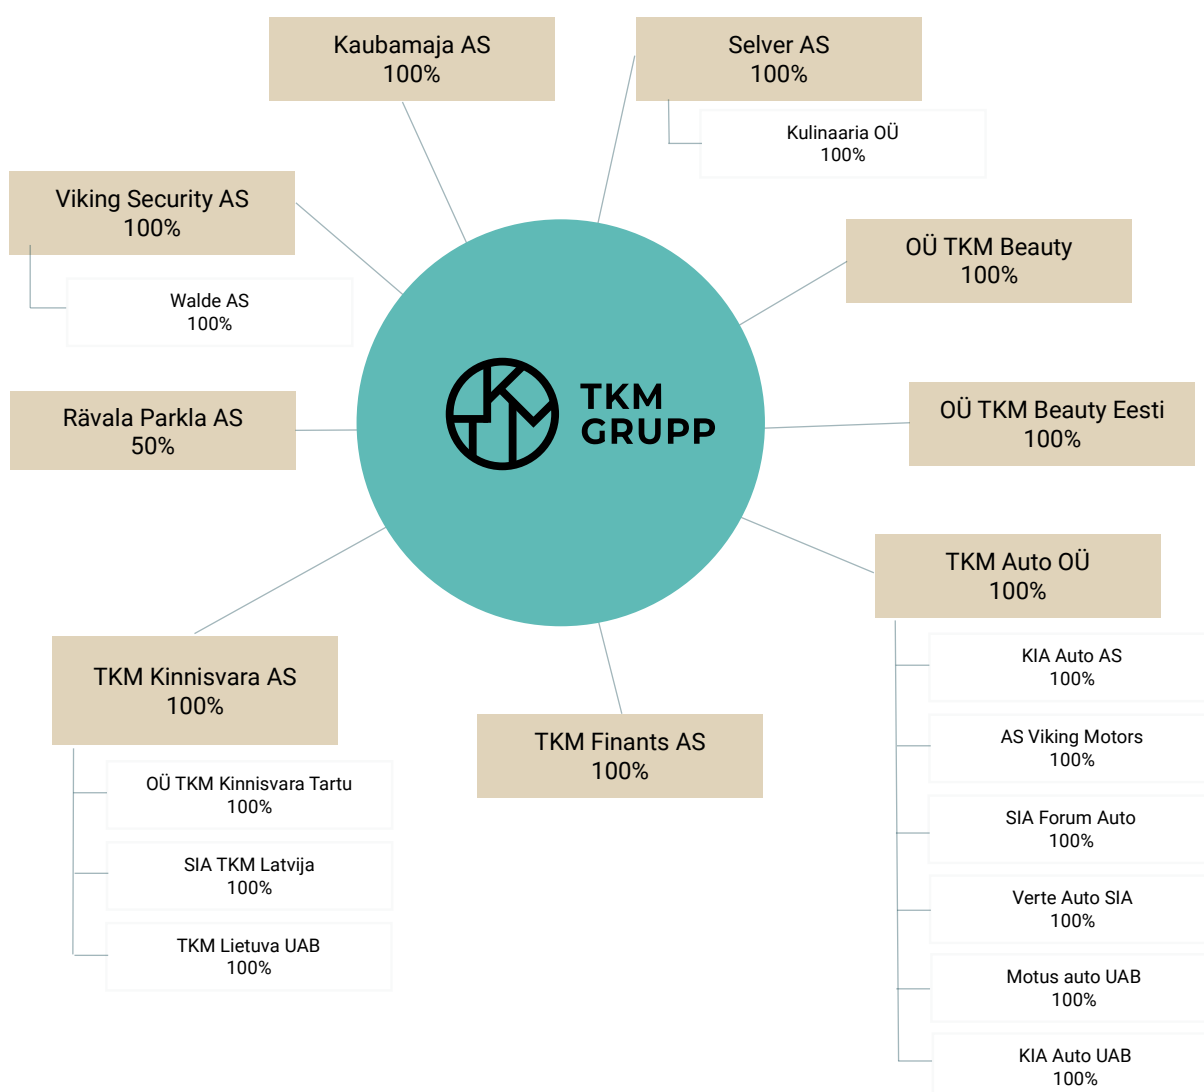 Kaubamaja AS
100%
Selver AS
100%
Kulinaaria OÜ
100%
Viking Security AS
100%
Walde AS
100%
OÜ TKM Beauty
100%
Rävala Parkla AS
50%
TKM
GRUPP
OÜ TKM Beauty Eesti
100%
TKM Auto OÜ
100%
KIA Auto AS
100%
AS Viking Motors
100%
SIA Forum Auto
100%
Verte Auto SIA
100%
Motus auto UAB
100%
KIA Auto UAB
100%
TKM Kinnisvara AS
100%
OÜ TKM Kinnisvara Tartu
100%
SIA TKM Latvija
100%
TKM Lietuva UAB
100%
TKM Finants AS
100%